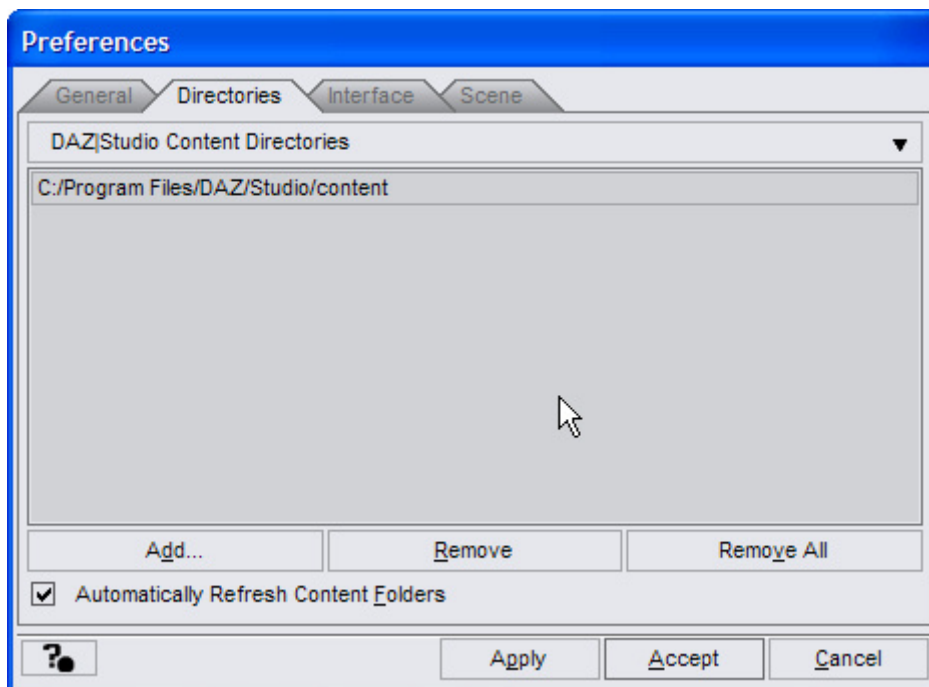 Preferences
General Directories Interface Scene
DAZ|Studio Content Directories
C:/Program Files/DAZ/Studio/content
Add... Remove Remove All
Automatically Refresh Content Folders
? Apply Accept Cancel